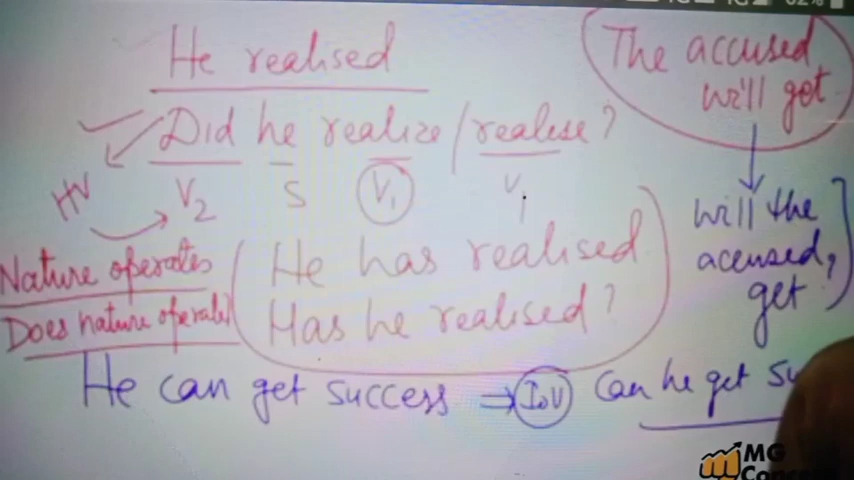 He realised
The accused
will get
Did he realize/realise?
HV
V2
S
V1
V1
will the
accused,
get?
Nature operates
Does nature operate
He has realised
Has he realised?
He can get success ⇒ IoV Can he get su
MG